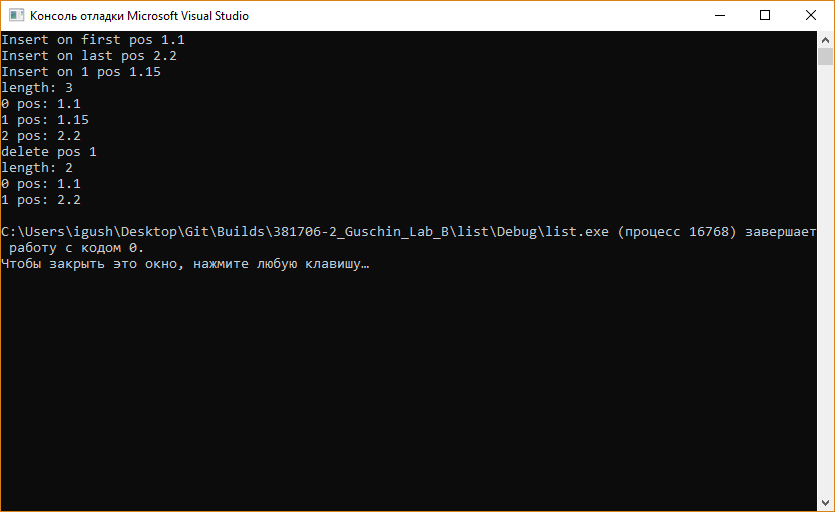 Консоль отладки Microsoft Visual Studio
Insert on first pos 1.1
Insert on last pos 2.2
Insert on 1 pos 1.15
length: 3
0 pos: 1.1
1 pos: 1.15
2 pos: 2.2
delete pos 1
length: 2
0 pos: 1.1
1 pos: 2.2
C:\Users\igush\Desktop\Git\Builds\381706-2_Guschin_Lab_B\list\Debug\list.exe (процесс 16768) завершает
работу с кодом 0.
Чтобы закрыть это окно, нажмите любую клавишу…